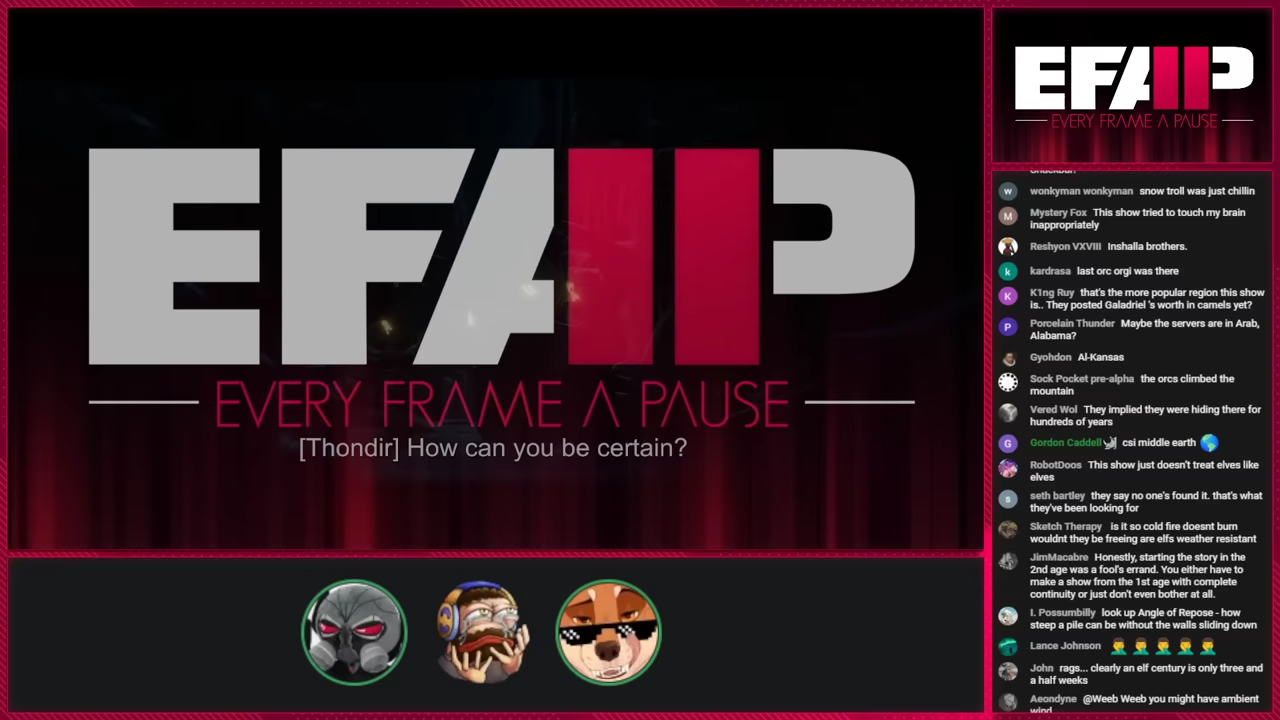 EFAP
EVERY FRAME A PAUSE
[Thondir] How can you be certain?
EFAP
EVERY FRAME A PAUSE
w wonkyman wonkyman snow troll was just chillin
M Mystery Fox This show tried to touch my brain
inappropriately
Reshyon VXVIII Inshalla brothers.
k kardrasa last orc orgi was there
K K1ng Ruy that's the more popular region this show
is.. They posted Galadriel 's worth in camels yet?
P Porcelain Thunder Maybe the servers are in Arab,
Alabama?
Gyohdon Al-Kansas
Sock Pocket pre-alpha the orcs climbed the
mountain
Vered Wol They implied they were hiding there for
hundreds of years
G Gordon Caddell csi middle earth 🌎
RobotDoos This show just doesn't treat elves like
elves
s seth bartley they say no one's found it. that's what
they've been looking for
Sketch Therapy is it so cold fire doesnt burn
wouldnt they be freeing are elfs weather resistant
JimMacabre Honestly, starting the story in the
2nd age was a fool's errand. You either have to
make a show from the 1st age with complete
continuity or just don't even bother at all.
I. Possumbilly look up Angle of Repose - how
steep a pile can be without the walls sliding down
Lance Johnson 🤦‍♂️🤦‍♂️🤦‍♂️🤦‍♂️🤦‍♂️
John rags... clearly an elf century is only three and
a half weeks
Aeondyne @Weeb Weeb you might have ambient
wind